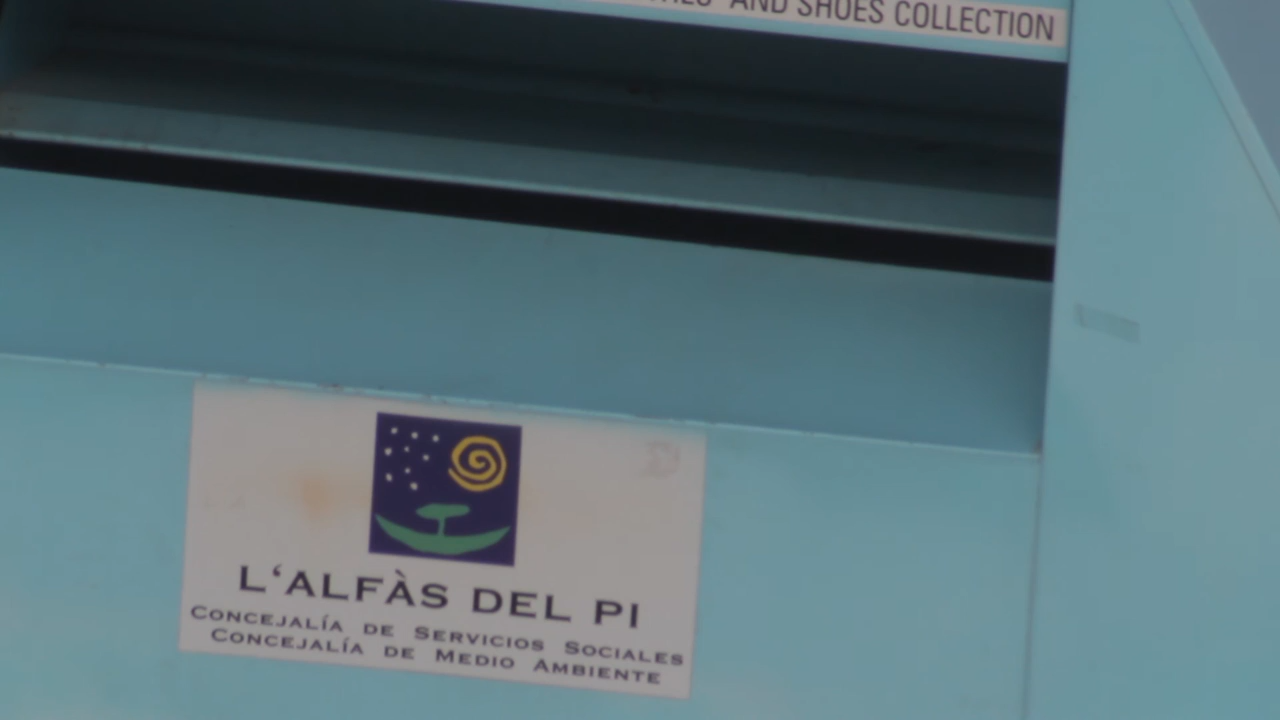 AND SHOES COLLECTION
L‘ALFÀS DEL PI
CONCEJALÍA DE SERVICIOS SOCIALES
CONCEJALÍA DE MEDIO AMBIENTE